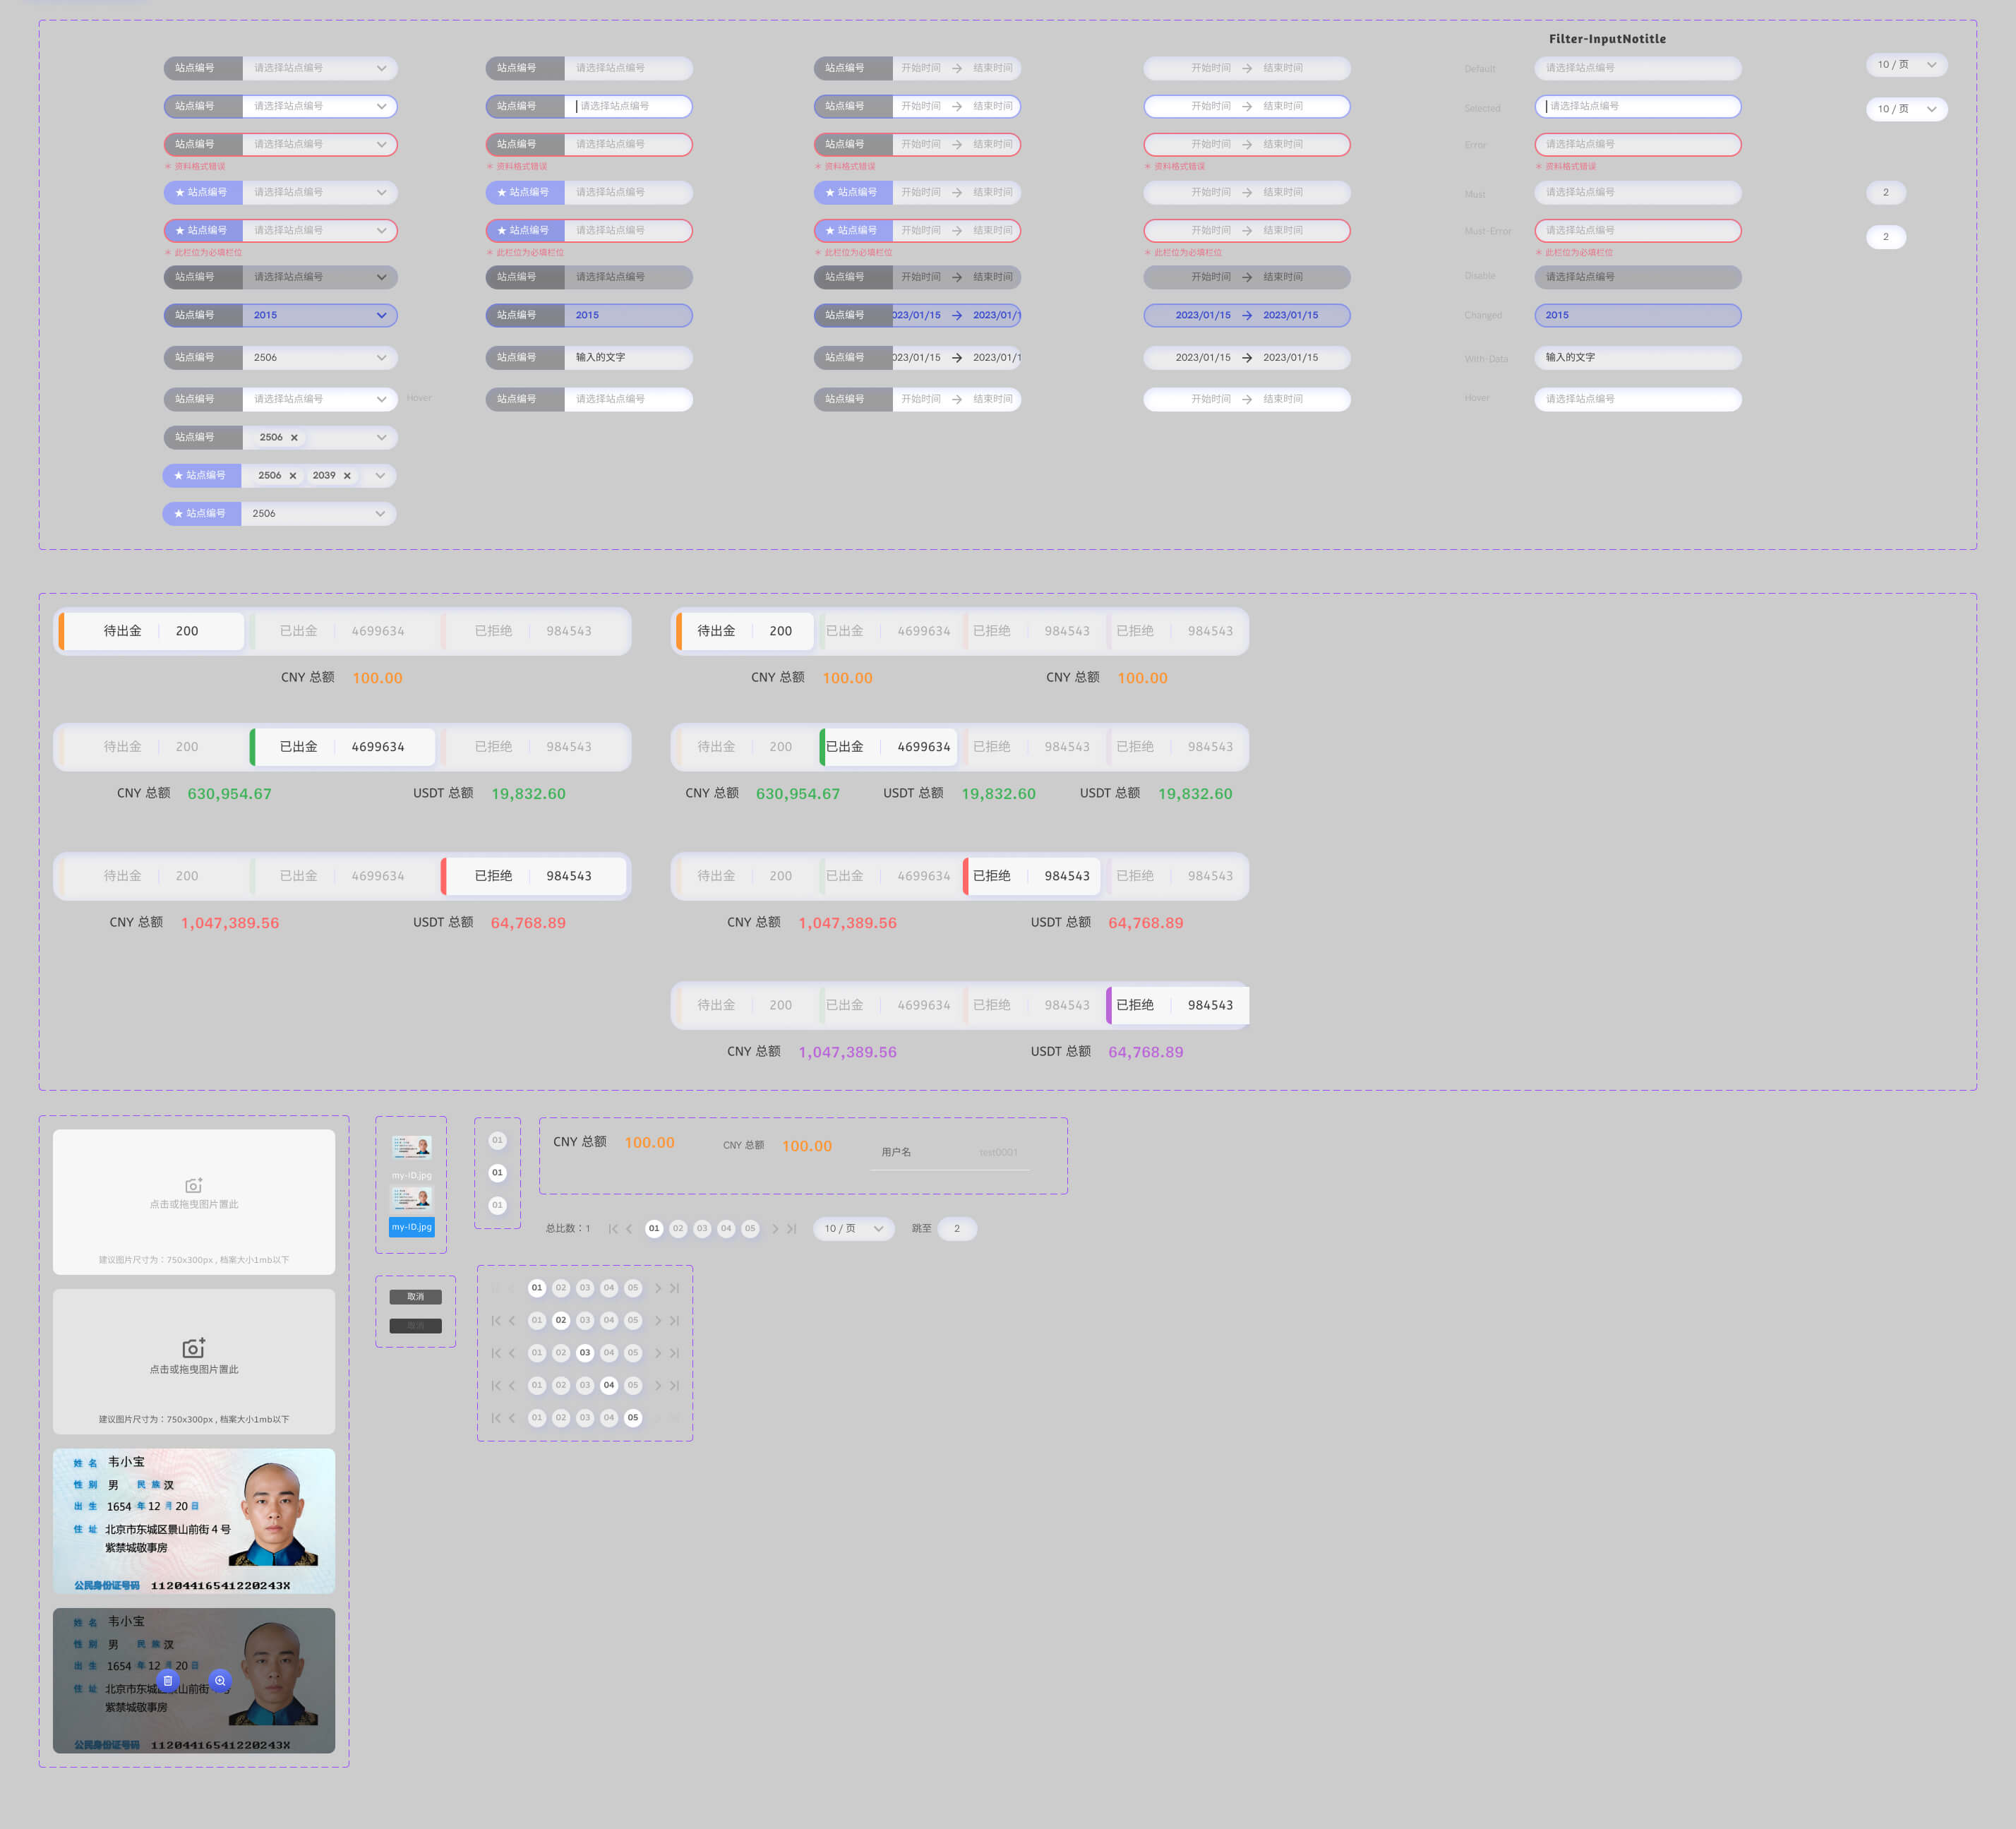 Filter-InputNotitle
站点编号 请选择站点编号 站点编号 请选择站点编号 站点编号 开始时间 → 结束时间 开始时间 → 结束时间 Default 请选择站点编号 10 / 页
站点编号 请选择站点编号 站点编号 请选择站点编号 站点编号 开始时间 → 结束时间 开始时间 → 结束时间 Selected 请选择站点编号 10 / 页
站点编号 请选择站点编号 站点编号 请选择站点编号 站点编号 开始时间 → 结束时间 开始时间 → 结束时间 Error 请选择站点编号
* 资料格式错误 * 资料格式错误 * 资料格式错误 * 资料格式错误 * 资料格式错误
★ 站点编号 请选择站点编号 ★ 站点编号 请选择站点编号 ★ 站点编号 开始时间 → 结束时间 开始时间 → 结束时间 Must 请选择站点编号 2
★ 站点编号 请选择站点编号 ★ 站点编号 请选择站点编号 ★ 站点编号 开始时间 → 结束时间 开始时间 → 结束时间 Must-Error 请选择站点编号 2
* 此栏位为必填栏位 * 此栏位为必填栏位 * 此栏位为必填栏位 * 此栏位为必填栏位 * 此栏位为必填栏位
站点编号 请选择站点编号 站点编号 请选择站点编号 站点编号 开始时间 → 结束时间 开始时间 → 结束时间 Disable 请选择站点编号
站点编号 2015 站点编号 2015 站点编号 023/01/15 → 2023/01/1 2023/01/15 → 2023/01/15 Changed 2015
站点编号 2506 站点编号 输入的文字 站点编号 023/01/15 → 2023/01/1 2023/01/15 → 2023/01/15 With-Data 输入的文字
站点编号 请选择站点编号 Hover 站点编号 请选择站点编号 站点编号 开始时间 → 结束时间 开始时间 → 结束时间 Hover 请选择站点编号
站点编号 2506 ×
★ 站点编号 2506 × 2039 ×
★ 站点编号 2506
待出金 200 已出金 4699634 已拒绝 984543 待出金 200 已出金 4699634 已拒绝 984543 已拒绝 984543
CNY 总额 100.00 CNY 总额 100.00 CNY 总额 100.00
待出金 200 已出金 4699634 已拒绝 984543 待出金 200 已出金 4699634 已拒绝 984543 已拒绝 984543
CNY 总额 630,954.67 USDT 总额 19,832.60 CNY 总额 630,954.67 USDT 总额 19,832.60 USDT 总额 19,832.60
待出金 200 已出金 4699634 已拒绝 984543 待出金 200 已出金 4699634 已拒绝 984543 已拒绝 984543
CNY 总额 1,047,389.56 USDT 总额 64,768.89 CNY 总额 1,047,389.56 USDT 总额 64,768.89
待出金 200 已出金 4699634 已拒绝 984543 已拒绝 984543
CNY 总额 1,047,389.56 USDT 总额 64,768.89
点击或拖曳图片置此
建议图片尺寸为：750x300px , 档案大小1mb以下
点击或拖曳图片置此
建议图片尺寸为：750x300px , 档案大小1mb以下
姓 名 韦小宝
性 别 男 民 族 汉
出 生 1654 年 12 月 20 日
住 址 北京市东城区景山前街 4 号
紫禁城敬事房
公民身份证号码 11204416541220243X
姓 名 韦小宝
性 别 男 民 族 汉
出 生 1654 年 12 月 20 日
住 址 北京市东城区景山前街 号
紫禁城敬事房
公民身份证号码 11204416541220243X
my-ID.jpg
my-ID.jpg
取消
取消
01
01
01
CNY 总额 100.00 CNY 总额 100.00 用户名 test0001
总比数：1 01 02 03 04 05 10 / 页 跳至 2
01 02 03 04 05
01 02 03 04 05
01 02 03 04 05
01 02 03 04 05
01 02 03 04 05